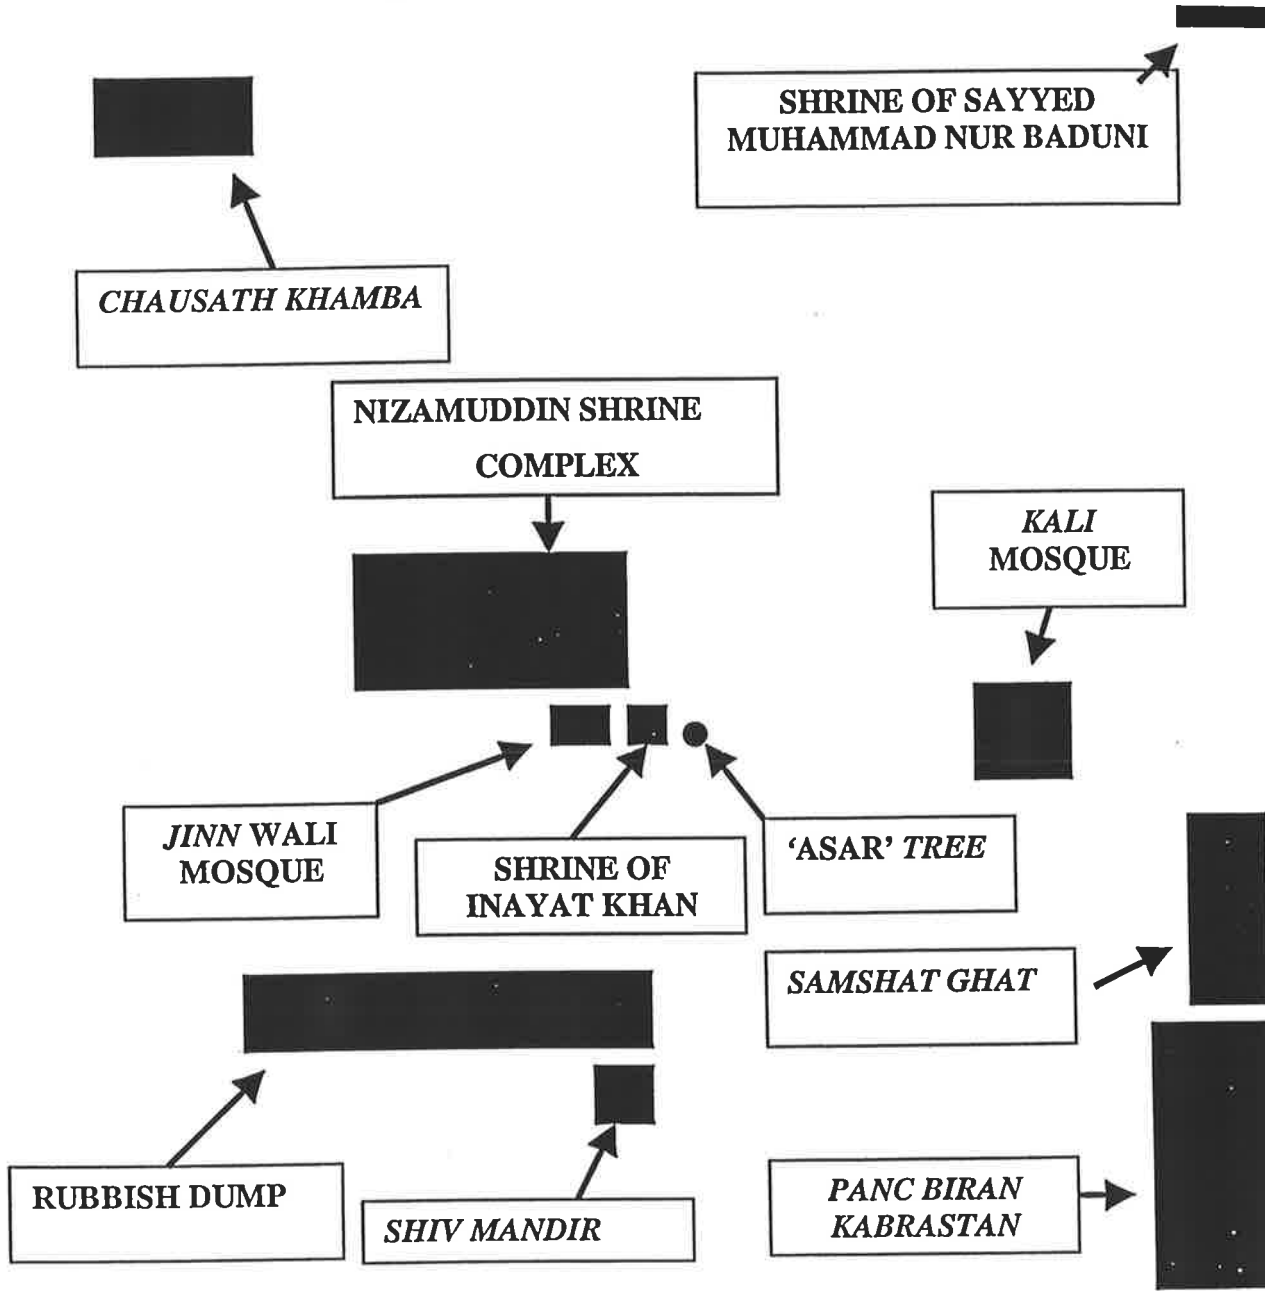 SHRINE OF SAYYED
MUHAMMAD NUR BADUNI
CHAUSATH KHAMBA
NIZAMUDDIN SHRINE
COMPLEX
KALI
MOSQUE
JINN WALI
MOSQUE
SHRINE OF
INAYAT KHAN
‘ASAR’ TREE
SAMSHAT GHAT
RUBBISH DUMP
SHIV MANDIR
PANC BIRAN
KABRASTAN